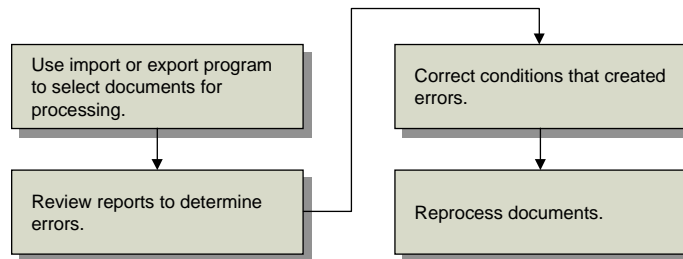 Use import or export program
to select documents for
processing.
Review reports to determine
errors.
Correct conditions that created
errors.
Reprocess documents.